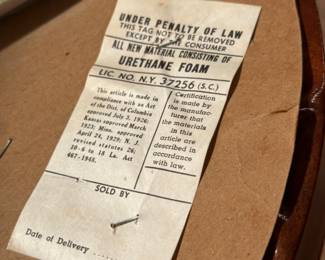 UNDER PENALTY OF LAW
THIS TAG NOT TO BE REMOVED
EXCEPT BY THE CONSUMER
ALL NEW MATERIAL CONSISTING OF
URETHANE FOAM
LIC. NO. N.Y. 37256 (S.C.)
This article is made in
compliance with an Act
of the Dist. of Columbia
approved July 3, 1926;
Kansas approved March
1923; Minn. approved
April 24, 1929; N. J.
revised statutes 26;
10-6 to 18 La. Act
467-1948.
Certification
is made by
the manufac-
turer that
the materials
in this
article are
described in
accordance
with law.
SOLD BY
Date of Delivery